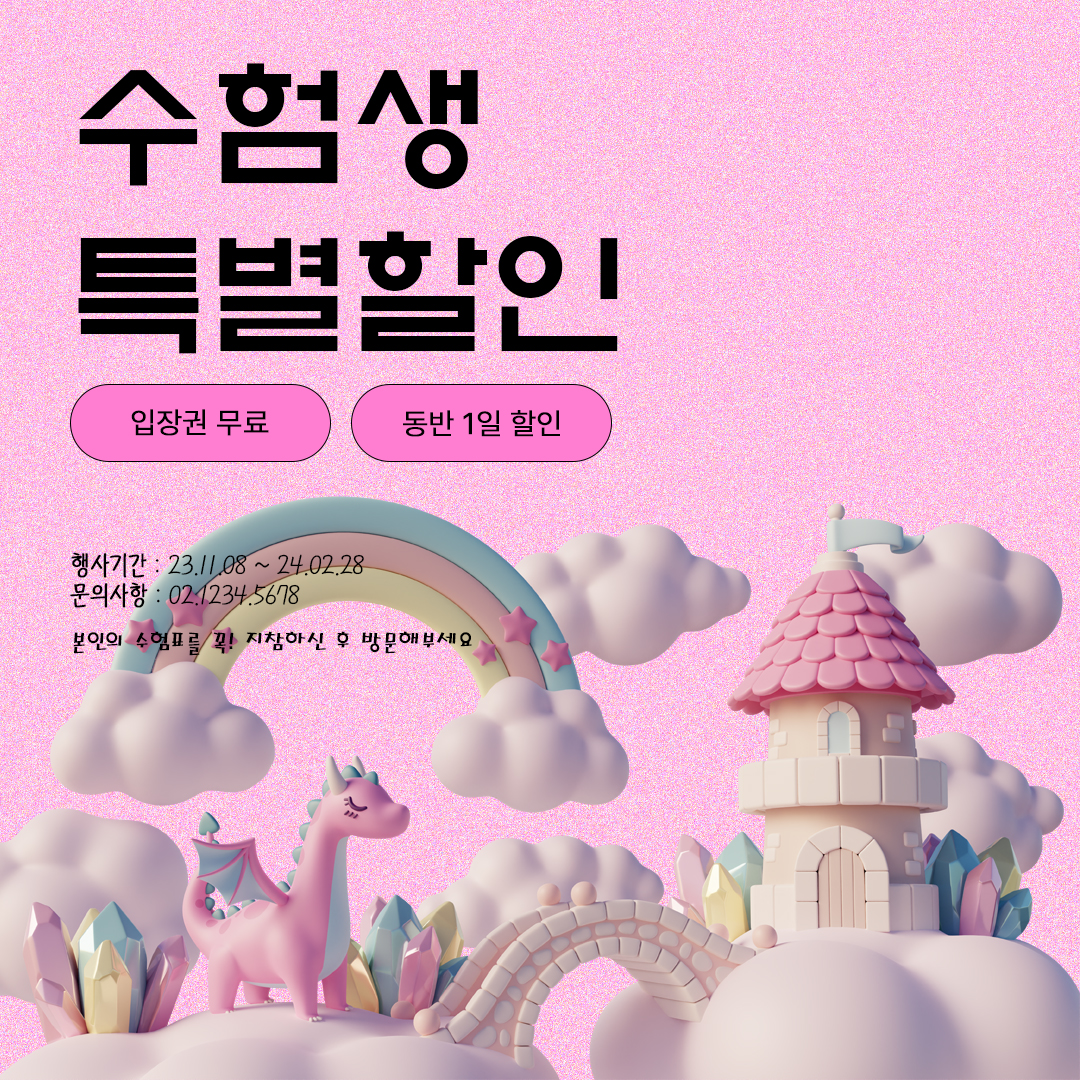 수험생
특별할인
입장권 무료
동반 1일 할인
행사기간 : 23.11.08 ~ 24.02.28
문의사항 : 02.1234.5678
본인의 수험표를 꼭! 지참하신 후 방문해부세요